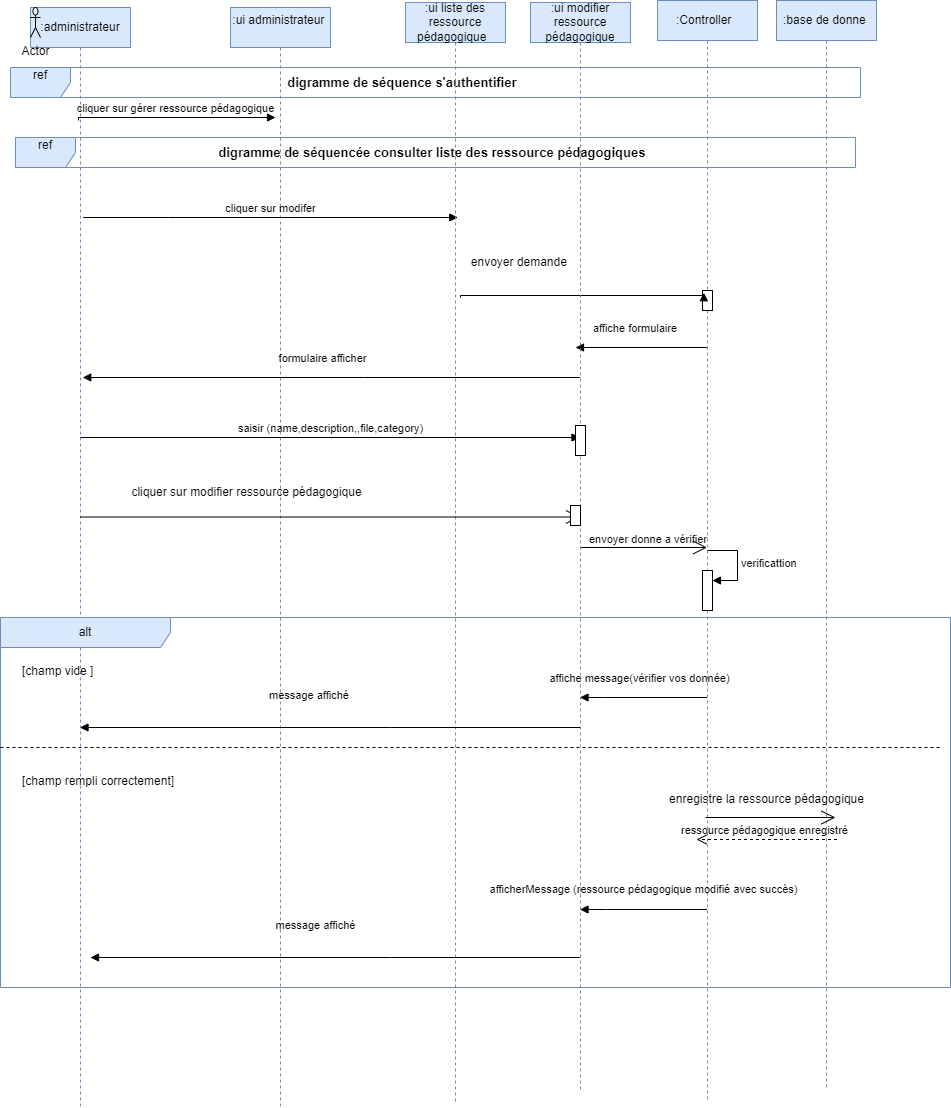 :administrateur
:ui administrateur
:ui liste des
ressource
pédagogique
:ui modifier
ressource
pédagogique
:Controller
:base de donne
Actor
ref
digramme de séquence s'authentifier
cliquer sur gérer ressource pédagogique
ref
digramme de séquencée consulter liste des ressource pédagogiques
cliquer sur modifer
envoyer demande
affiche formulaire
formulaire afficher
saisir (name,description,,file,category)
cliquer sur modifier ressource pédagogique
envoyer donne a vérifier
verificattion
alt
[champ vide ]
affiche message(vérifier vos donnée)
message affiché
[champ rempli correctement]
enregistre la ressource pédagogique
ressource pédagogique enregistré
afficherMessage (ressource pédagogique modifié avec succès)
message affiché